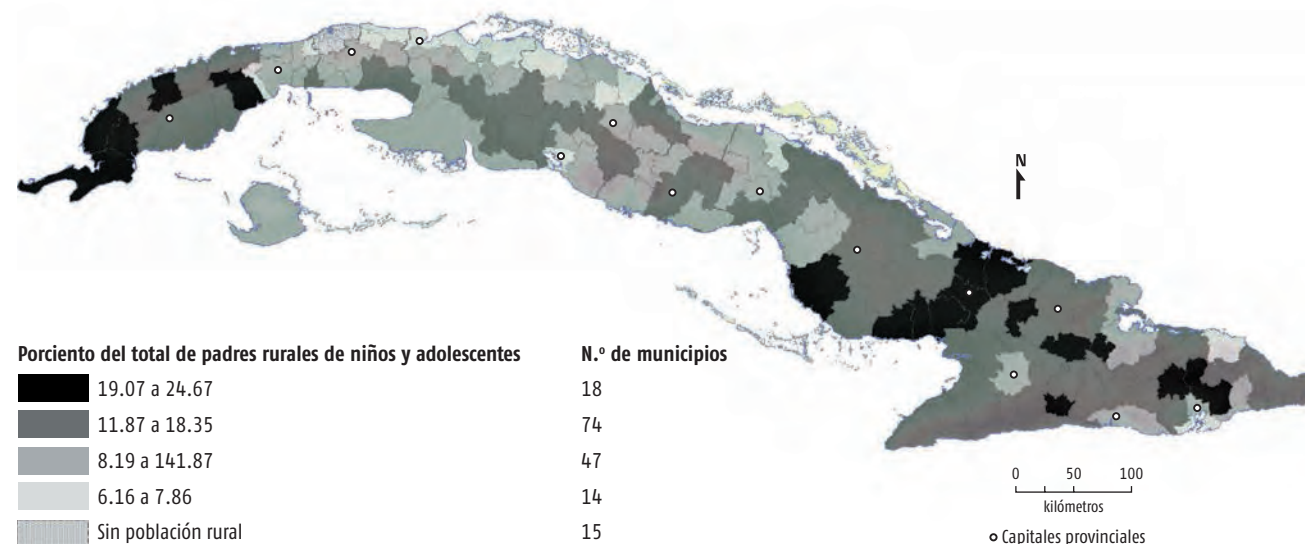 N
Porciento del total de padres rurales de niños y adolescentes N.º de municipios
19.07 a 24.67 18
11.87 a 18.35 74
8.19 a 141.87 47
6.16 a 7.86 14
Sin población rural 15
0 50 100
kilómetros
Capitales provinciales